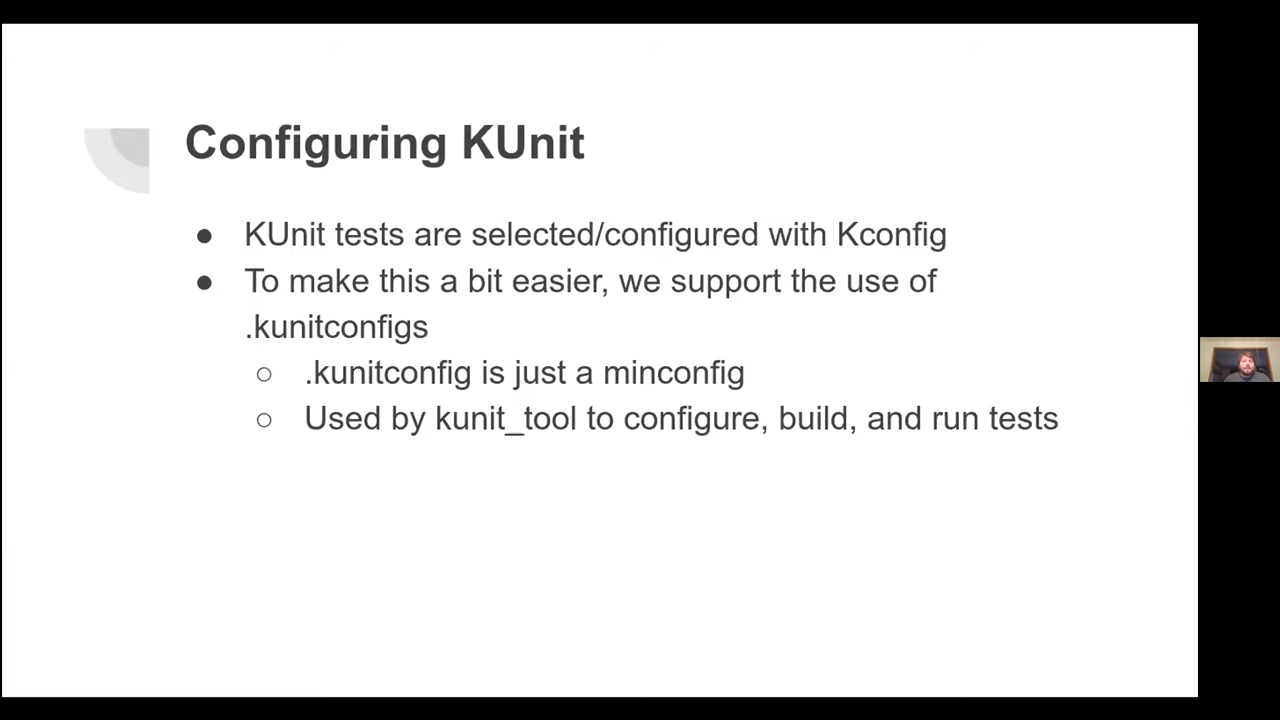 Configuring KUnit
● KUnit tests are selected/configured with Kconfig
● To make this a bit easier, we support the use of
.kunitconfigs
○ .kunitconfig is just a minconfig
○ Used by kunit_tool to configure, build, and run tests